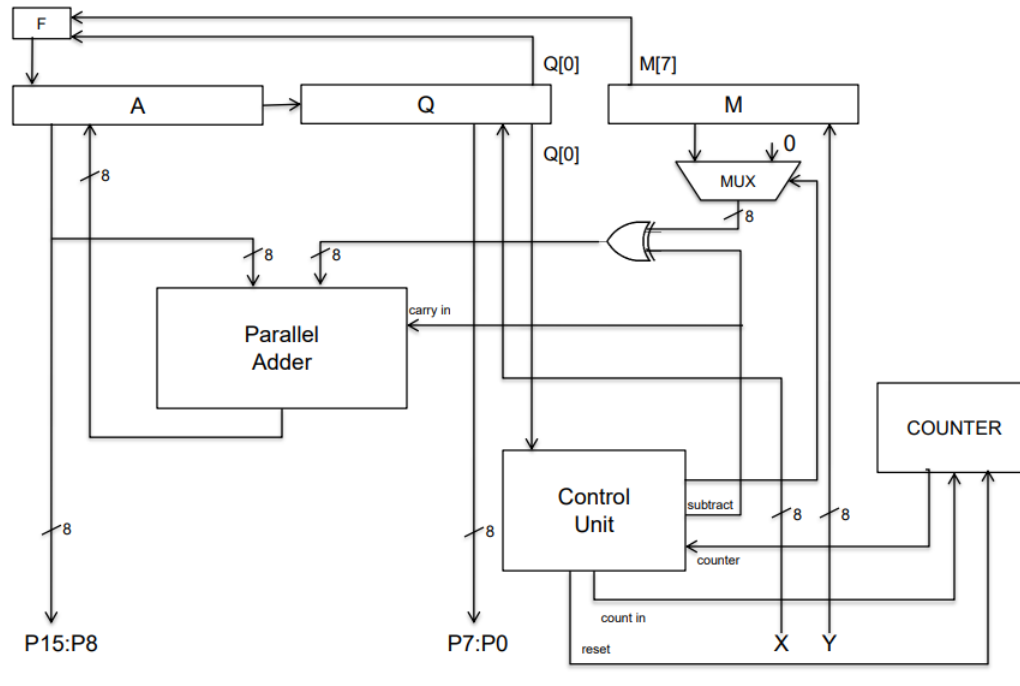 F
Q[0]
M[7]
A
Q
M
Q[0]
0
MUX
8
8
8
8
carry in
Parallel
Adder
COUNTER
Control
Unit
subtract
8
8
8
8
counter
count in
P15:P8
P7:P0
reset
X
Y